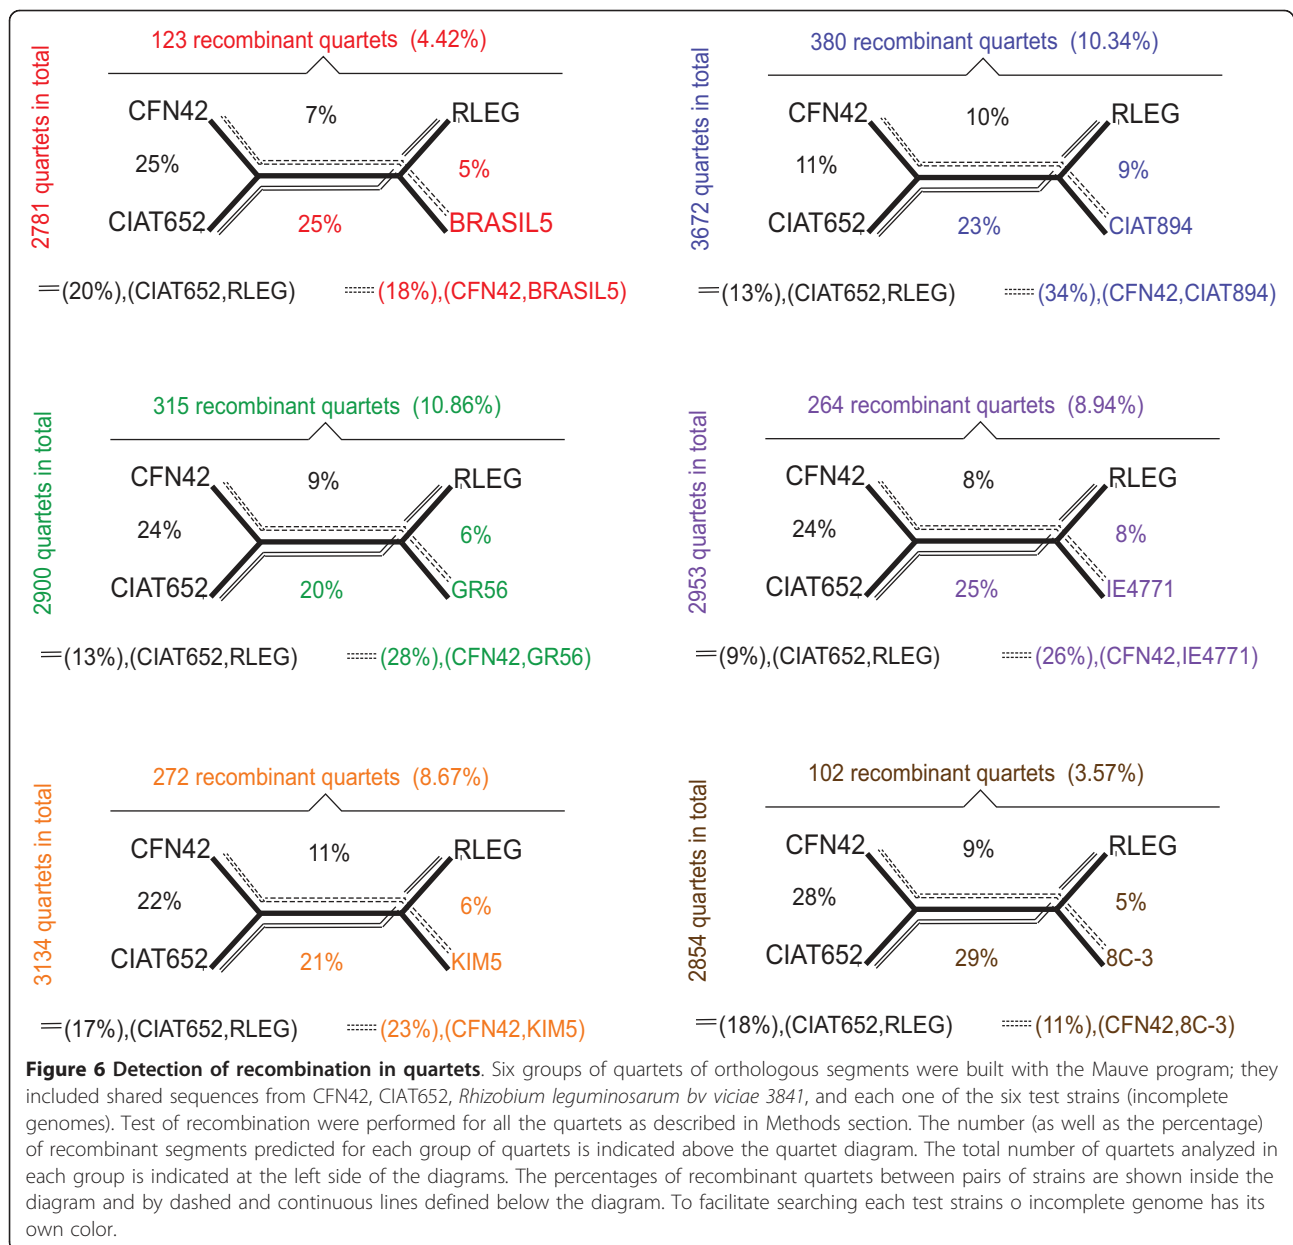 123 recombinant quartets (4.42%)
2781 quartets in total
CFN42
7%
RLEG
25%
5%
CIAT652
25%
BRASIL5
(20%),(CIAT652,RLEG)
(18%),(CFN42,BRASIL5)
380 recombinant quartets (10.34%)
3672 quartets in total
CFN42
10%
RLEG
11%
9%
CIAT652
23%
CIAT894
(13%),(CIAT652,RLEG)
(34%),(CFN42,CIAT894)
315 recombinant quartets (10.86%)
2900 quartets in total
CFN42
9%
RLEG
24%
6%
CIAT652
20%
GR56
(13%),(CIAT652,RLEG)
(28%),(CFN42,GR56)
264 recombinant quartets (8.94%)
2953 quartets in total
CFN42
8%
RLEG
24%
8%
CIAT652
25%
IE4771
(9%),(CIAT652,RLEG)
(26%),(CFN42,IE4771)
272 recombinant quartets (8.67%)
3134 quartets in total
CFN42
11%
RLEG
22%
6%
CIAT652
21%
KIM5
(17%),(CIAT652,RLEG)
(23%),(CFN42,KIM5)
102 recombinant quartets (3.57%)
2854 quartets in total
CFN42
9%
RLEG
28%
5%
CIAT652
29%
8C-3
(18%),(CIAT652,RLEG)
(11%),(CFN42,8C-3)
Figure 6 Detection of recombination in quartets. Six groups of quartets of orthologous segments were built with the Mauve program; they
included shared sequences from CFN42, CIAT652, Rhizobium leguminosarum bv viciae 3841, and each one of the six test strains (incomplete
genomes). Test of recombination were performed for all the quartets as described in Methods section. The number (as well as the percentage)
of recombinant segments predicted for each group of quartets is indicated above the quartet diagram. The total number of quartets analyzed in
each group is indicated at the left side of the diagrams. The percentages of recombinant quartets between pairs of strains are shown inside the
diagram and by dashed and continuous lines defined below the diagram. To facilitate searching each test strains o incomplete genome has its
own color.